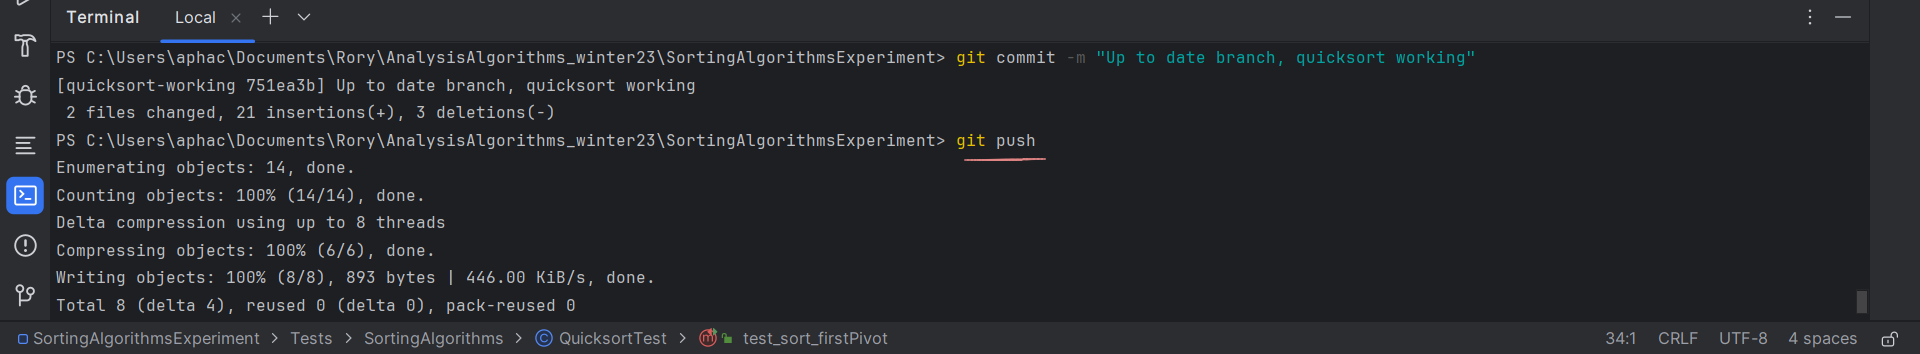 Terminal Local
PS C:\Users\aphac\Documents\Rory\AnalysisAlgorithms_winter23\SortingAlgorithmsExperiment> git commit -m "Up to date branch, quicksort working"
[quicksort-working 751ea3b] Up to date branch, quicksort working
2 files changed, 21 insertions(+), 3 deletions(-)
PS C:\Users\aphac\Documents\Rory\AnalysisAlgorithms_winter23\SortingAlgorithmsExperiment> git push
Enumerating objects: 14, done.
Counting objects: 100% (14/14), done.
Delta compression using up to 8 threads
Compressing objects: 100% (6/6), done.
Writing objects: 100% (8/8), 893 bytes | 446.00 KiB/s, done.
Total 8 (delta 4), reused 0 (delta 0), pack-reused 0
SortingAlgorithmsExperiment > Tests > SortingAlgorithms > QuicksortTest > test_sort_firstPivot 34:1 CRLF UTF-8 4 spaces